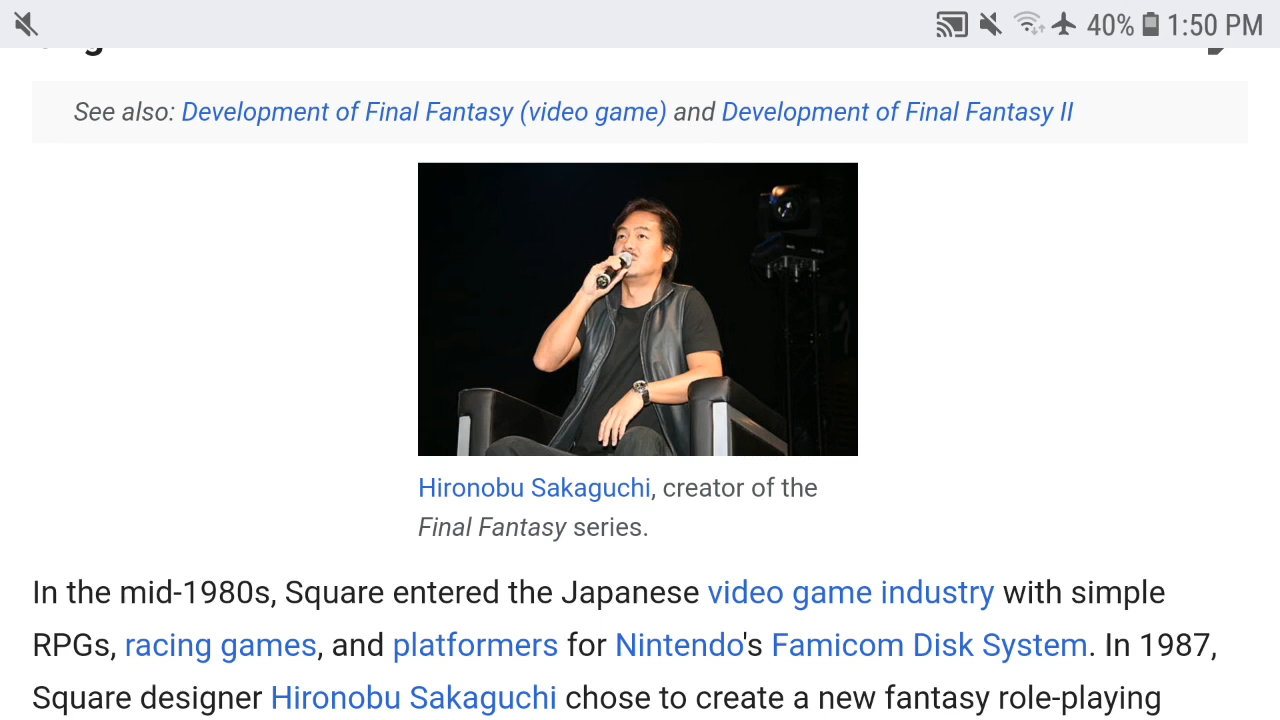 40% 1:50 PM
See also: Development of Final Fantasy (video game) and Development of Final Fantasy II
Hironobu Sakaguchi, creator of the
Final Fantasy series.
In the mid-1980s, Square entered the Japanese video game industry with simple
RPGs, racing games, and platformers for Nintendo's Famicom Disk System. In 1987,
Square designer Hironobu Sakaguchi chose to create a new fantasy role-playing